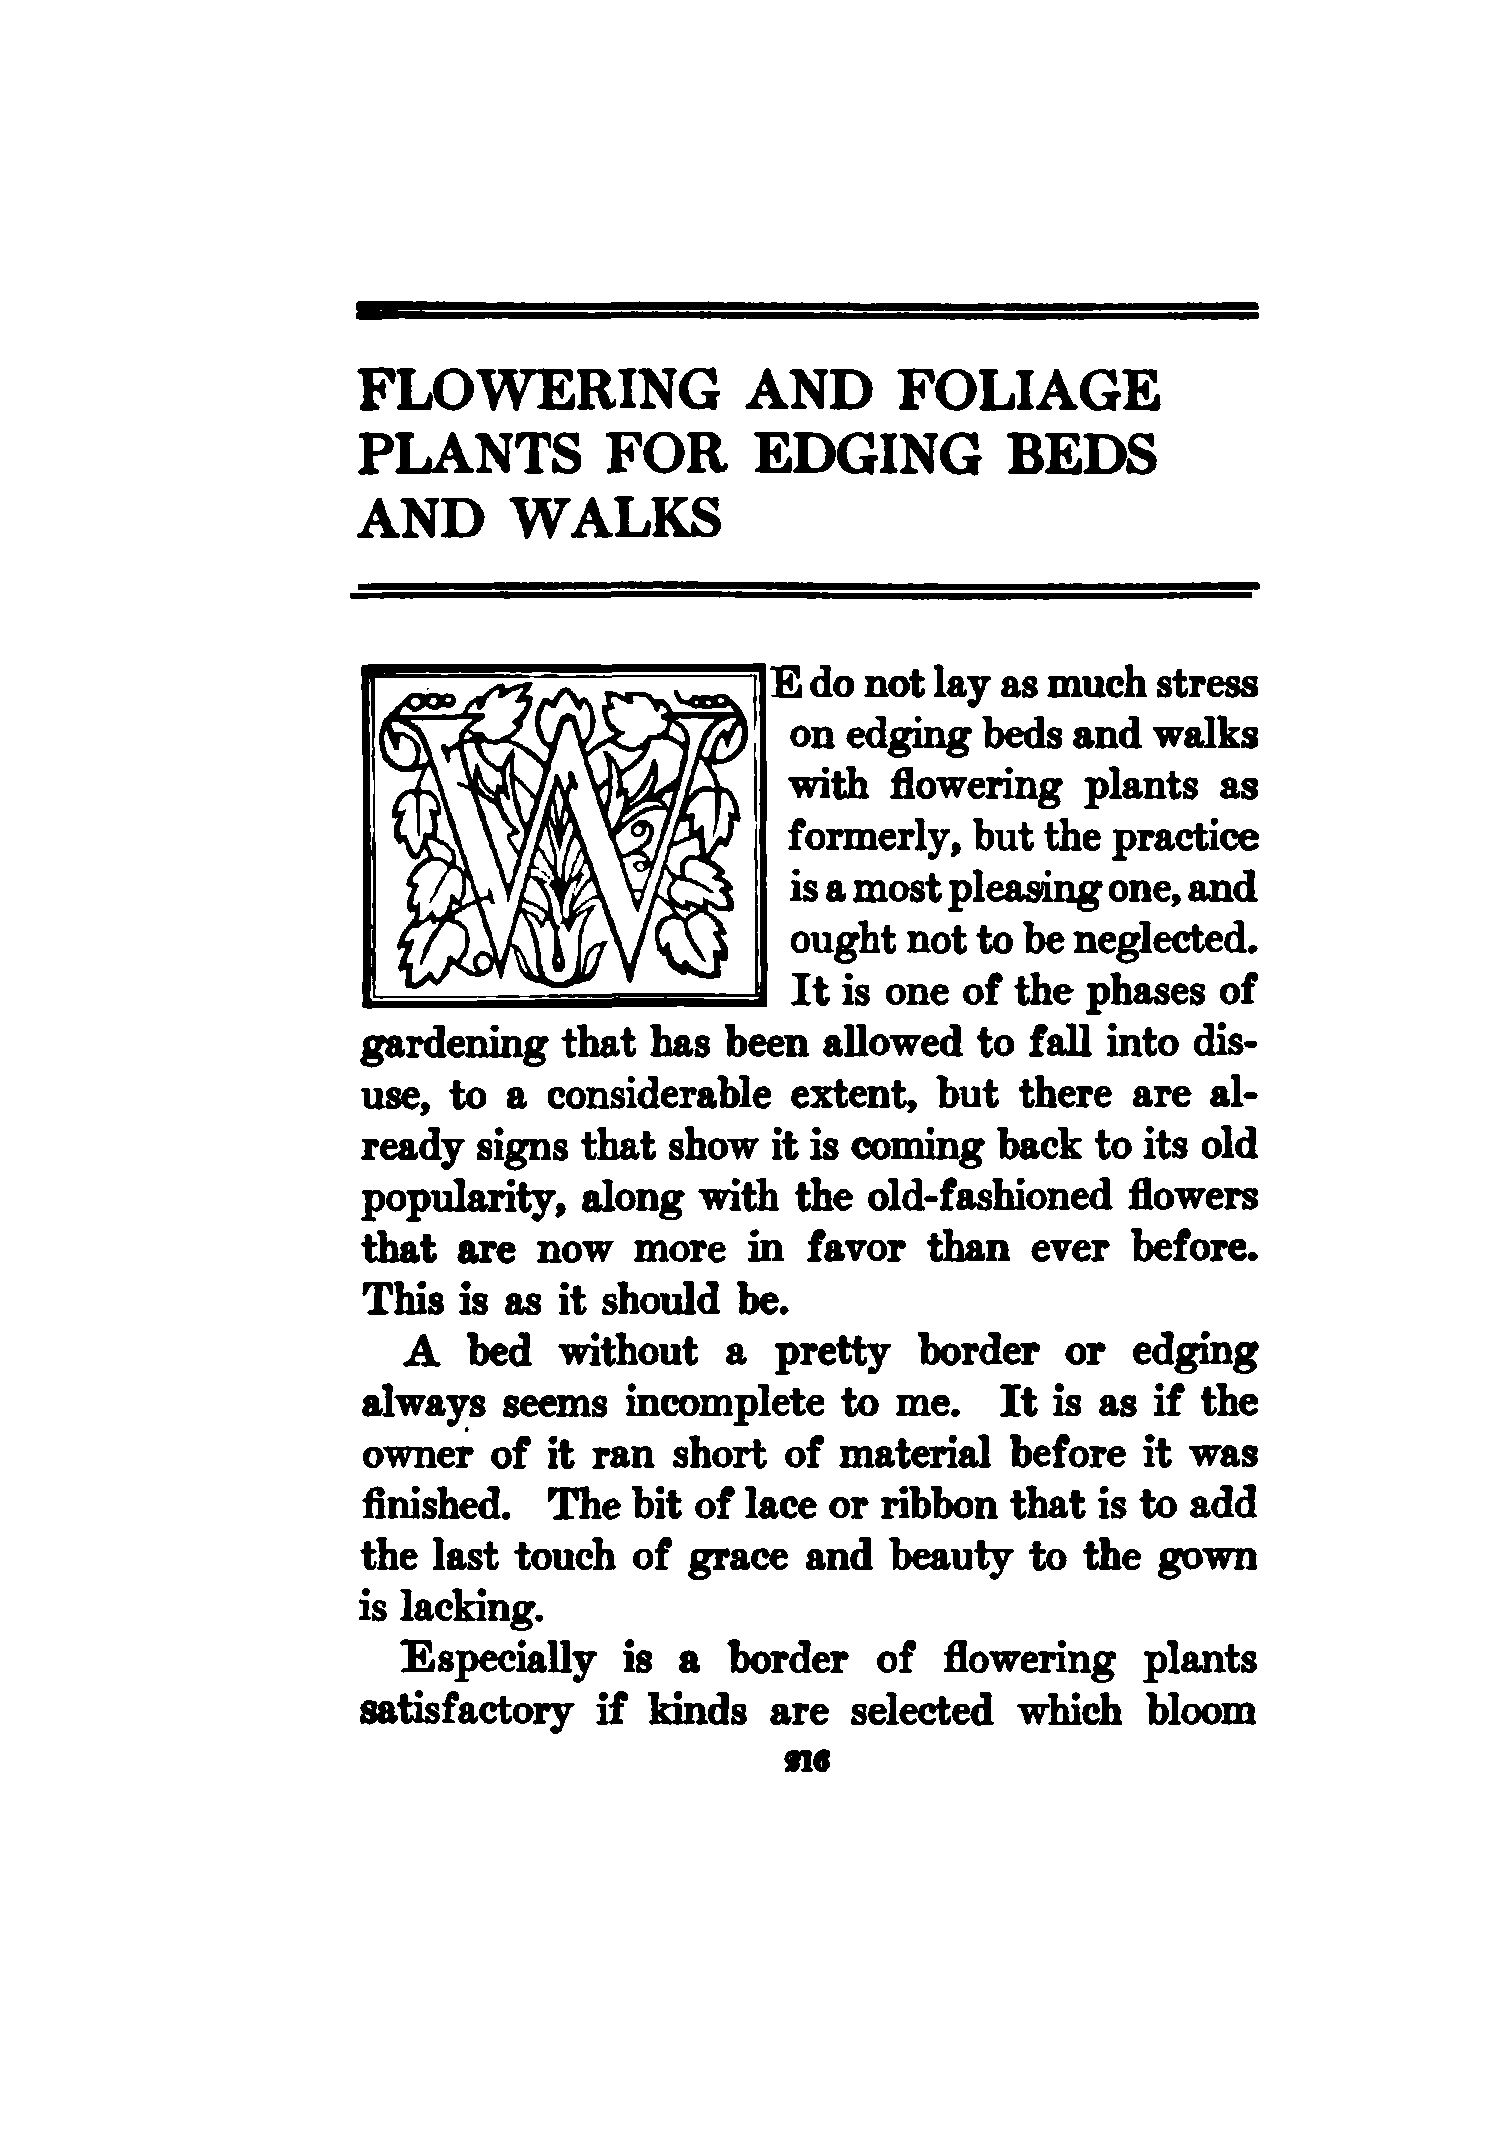 FLOWERING AND FOLIAGE
PLANTS FOR EDGING BEDS
AND WALKS
WE do not lay as much stress
on edging beds and walks
with flowering plants as
formerly, but the practice
is a most pleasing one, and
ought not to be neglected.
It is one of the phases of
gardening that has been allowed to fall into dis-
use, to a considerable extent, but there are al-
ready signs that show it is coming back to its old
popularity, along with the old-fashioned flowers
that are now more in favor than ever before.
This is as it should be.
A bed without a pretty border or edging
always seems incomplete to me. It is as if the
owner of it ran short of material before it was
finished. The bit of lace or ribbon that is to add
the last touch of grace and beauty to the gown
is lacking.
Especially is a border of flowering plants
satisfactory if kinds are selected which bloom
216